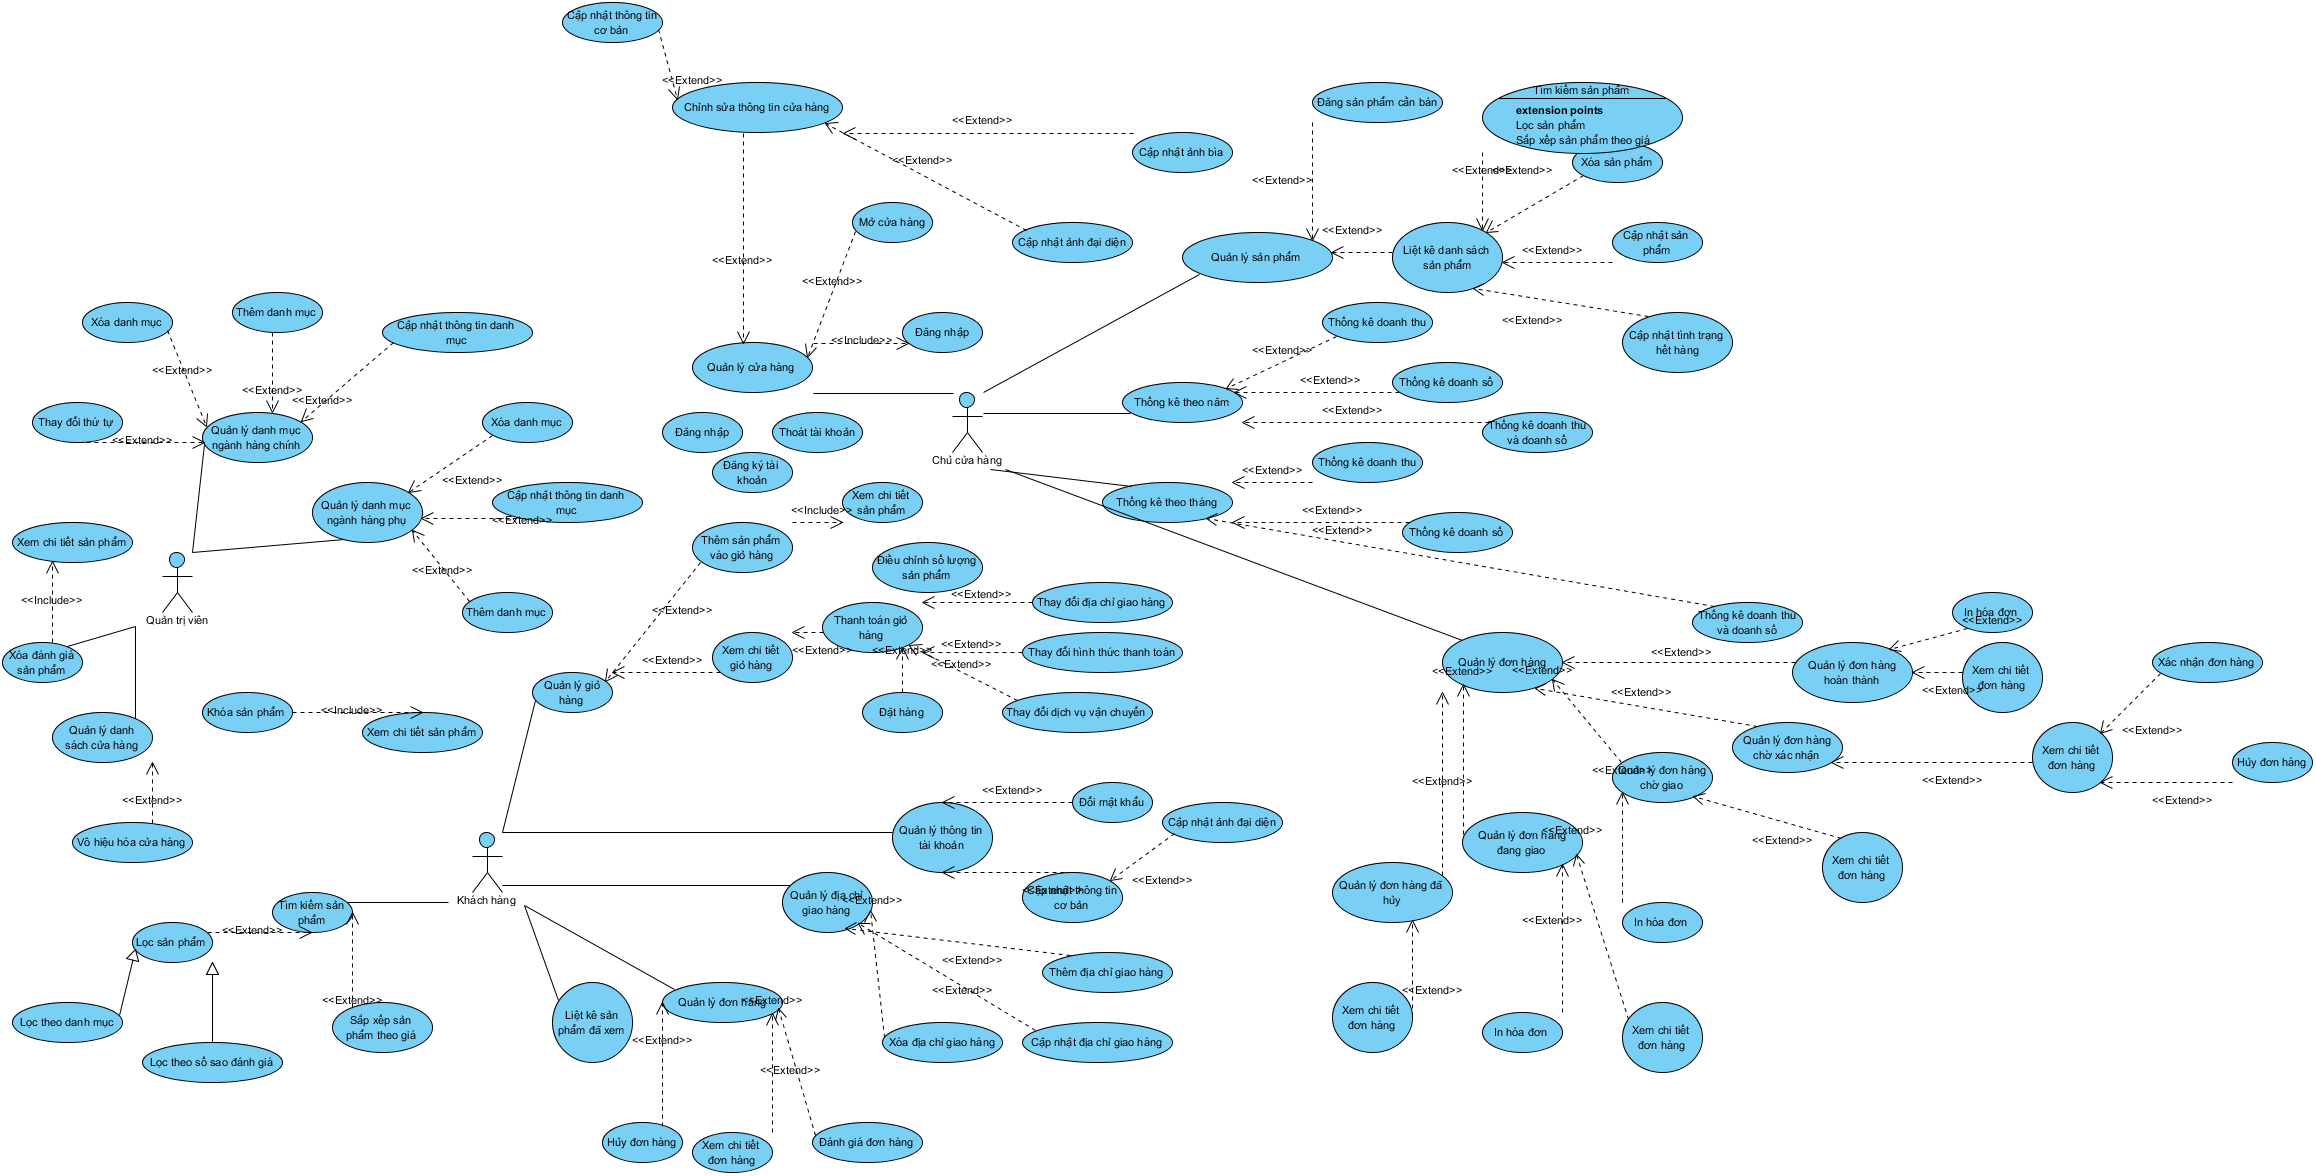 Cập nhật thông tin
cơ bản
<<Extend>>
Chỉnh sửa thông tin cửa hàng
<<Extend>>
Cập nhật ảnh bìa
<<Extend>>
Cập nhật ảnh đại diện
<<Extend>>
Mở cửa hàng
<<Extend>>
Đăng nhập
<<Include>>
Quản lý cửa hàng
Đăng sản phẩm cần bán
<<Extend>>
Tìm kiếm sản phẩm
extension points
Lọc sản phẩm
Sắp xếp sản phẩm theo giá
Xóa sản phẩm
<<Extend>>
<<Extend>>
Quản lý sản phẩm
<<Extend>>
Liệt kê danh sách
sản phẩm
<<Extend>>
Cập nhật sản
phẩm
<<Extend>>
Cập nhật tình trạng
hết hàng
Thống kê doanh thu
<<Extend>>
Thống kê doanh số
<<Extend>>
Thống kê theo năm
<<Extend>>
Thống kê doanh thu
và doanh số
Chủ cửa hàng
Thống kê doanh thu
<<Extend>>
Thống kê theo tháng
<<Extend>>
<<Extend>>
Thống kê doanh số
Thống kê doanh thu
và doanh số
Xóa danh mục
Thêm danh mục
Cập nhật thông tin danh
mục
<<Extend>>
<<Extend>>
<<Extend>>
Thay đổi thứ tự
<<Extend>>
Quản lý danh mục
ngành hàng chính
Xóa danh mục
<<Extend>>
Quản lý danh mục
ngành hàng phụ
Cập nhật thông tin danh
mục
<<Extend>>
<<Extend>>
Thêm danh mục
Đăng nhập
Thoát tài khoản
Đăng ký tài
khoản
Xem chi tiết sản phẩm
<<Include>>
Quản trị viên
Xóa đánh giá
sản phẩm
Quản lý danh
sách cửa hàng
<<Extend>>
Vô hiệu hóa cửa hàng
Khóa sản phẩm
<<Include>>
Xem chi tiết sản phẩm
Xem chi tiết
sản phẩm
<<Include>>
Thêm sản phẩm
vào giỏ hàng
Điều chỉnh số lượng
sản phẩm
<<Extend>>
Thay đổi địa chỉ giao hàng
<<Extend>>
Thanh toán giỏ
hàng
<<Extend>>
Thay đổi hình thức thanh toán
Xem chi tiết
giỏ hàng
<<Extend>>
<<Extend>>
<<Extend>>
<<Extend>>
Quản lý giỏ
hàng
Đặt hàng
Thay đổi dịch vụ vận chuyển
Quản lý đơn hàng
<<Extend>>
<<Extend>>
<<Extend>>
Quản lý đơn hàng
hoàn thành
In hóa đơn
<<Extend>>
Xem chi tiết
đơn hàng
<<Extend>>
<<Extend>>
Quản lý đơn hàng
chờ xác nhận
<<Extend>>
Xem chi tiết
đơn hàng
Xác nhận đơn hàng
<<Extend>>
Hủy đơn hàng
<<Extend>>
Quản lý đơn hàng
chờ giao
<<Extend>>
<<Extend>>
Xem chi tiết
đơn hàng
<<Extend>>
In hóa đơn
<<Extend>>
Quản lý đơn hàng
đang giao
<<Extend>>
In hóa đơn
Xem chi tiết
đơn hàng
Quản lý đơn hàng đã
hủy
<<Extend>>
Xem chi tiết
đơn hàng
<<Extend>>
Đổi mật khẩu
Quản lý thông tin
tài khoản
Cập nhật ảnh đại diện
<<Extend>>
<<Extend>>
Cập nhật thông tin
cơ bản
Khách hàng
Quản lý địa chỉ
giao hàng
<<Extend>>
<<Extend>>
Thêm địa chỉ giao hàng
<<Extend>>
Xóa địa chỉ giao hàng
Cập nhật địa chỉ giao hàng
Tìm kiếm sản
phẩm
<<Extend>>
Lọc sản phẩm
<<Extend>>
Lọc theo danh mục
Sắp xếp sản
phẩm theo giá
Lọc theo số sao đánh giá
Liệt kê sản
phẩm đã xem
Quản lý đơn hàng
<<Extend>>
<<Extend>>
<<Extend>>
Hủy đơn hàng
Xem chi tiết
đơn hàng
Đánh giá đơn hàng